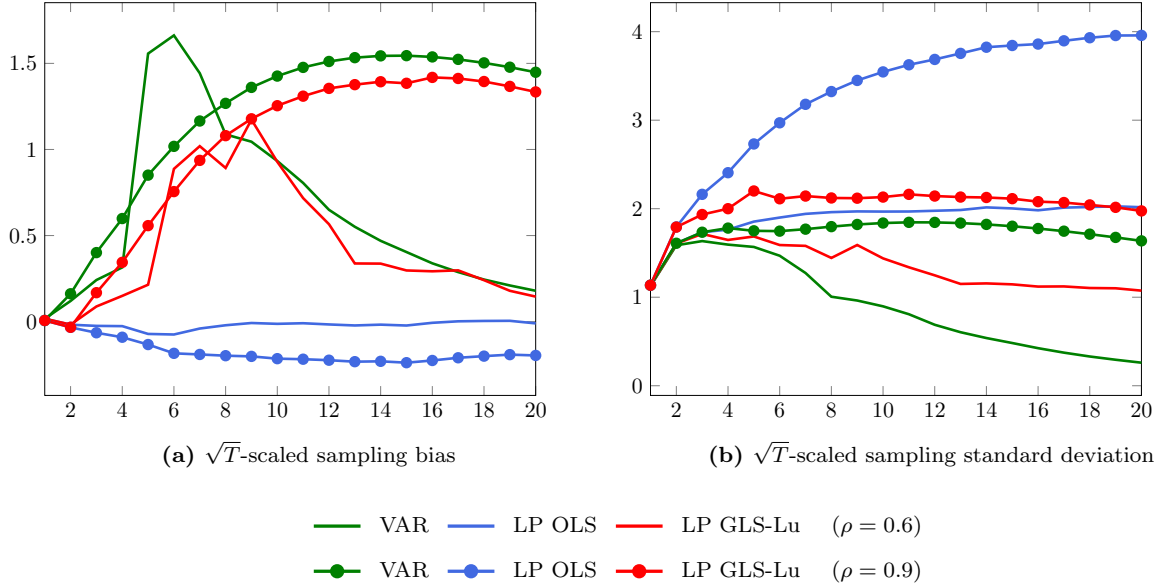 1.5
1
0.5
0
2 4 6 8 10 12 14 16 18 20
(a) √T-scaled sampling bias
4
3
2
1
0
2 4 6 8 10 12 14 16 18 20
(b) √T-scaled sampling standard deviation
VAR LP OLS LP GLS-Lu (ρ = 0.6)
VAR LP OLS LP GLS-Lu (ρ = 0.9)